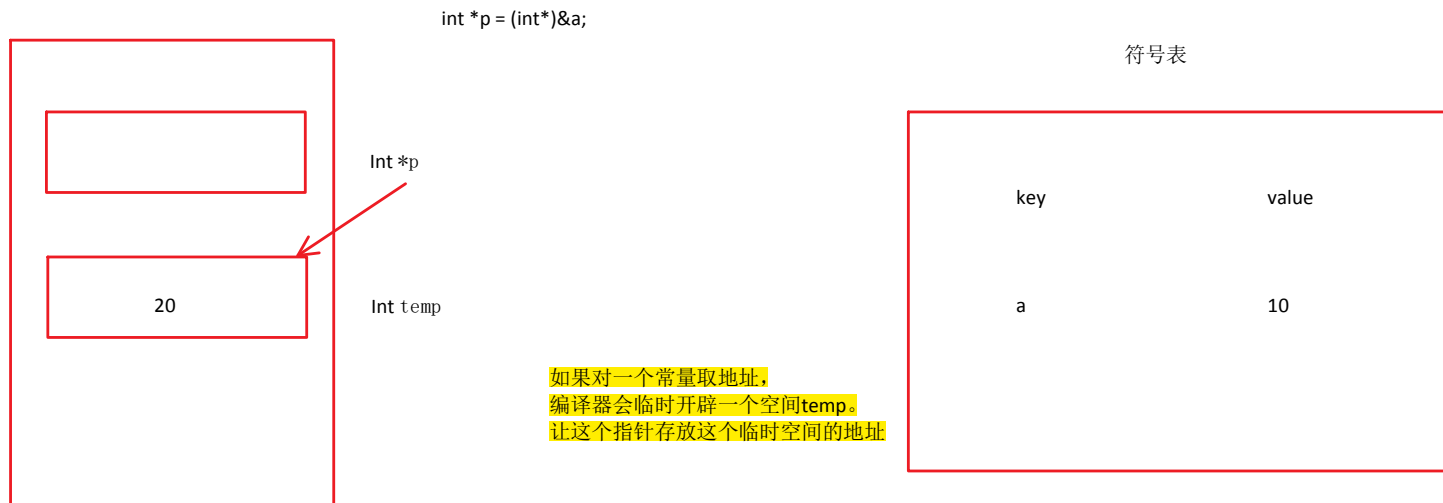 int *p = (int*)&a;
符号表
Int *p
key value
20
Int temp
a 10
如果对一个常量取地址，
编译器会临时开辟一个空间temp。
让这个指针存放这个临时空间的地址